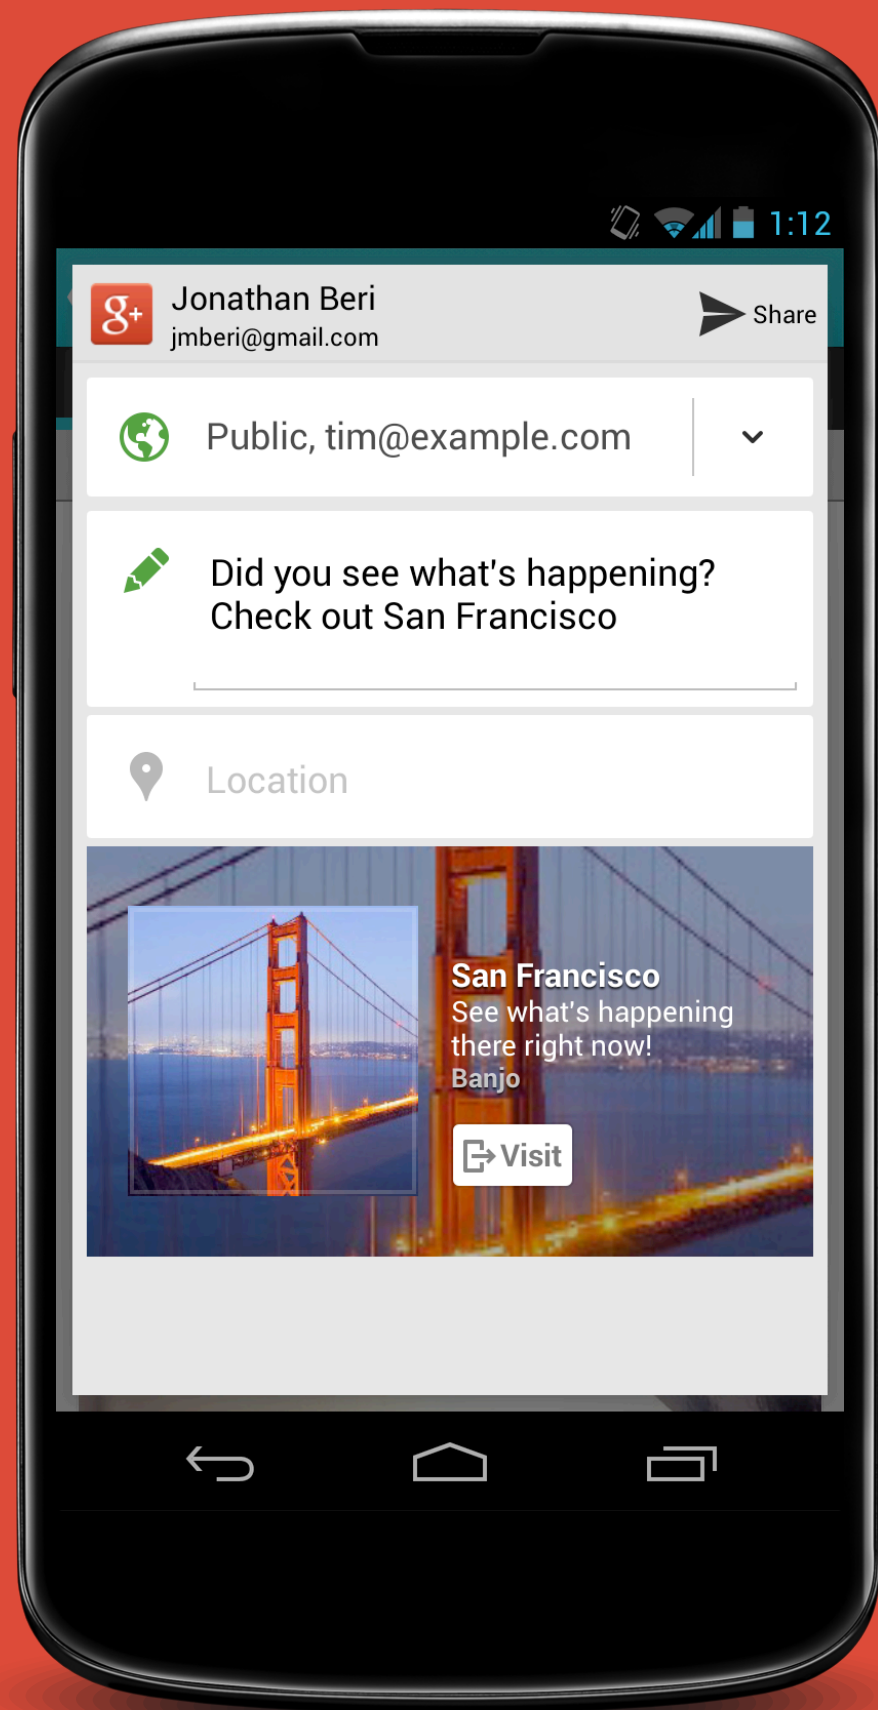 1:12
g+
Jonathan Beri
jmberi@gmail.com
Share
Public, tim@example.com
Did you see what's happening?
Check out San Francisco
Location
San Francisco
See what's happening
there right now!
Banjo
Visit